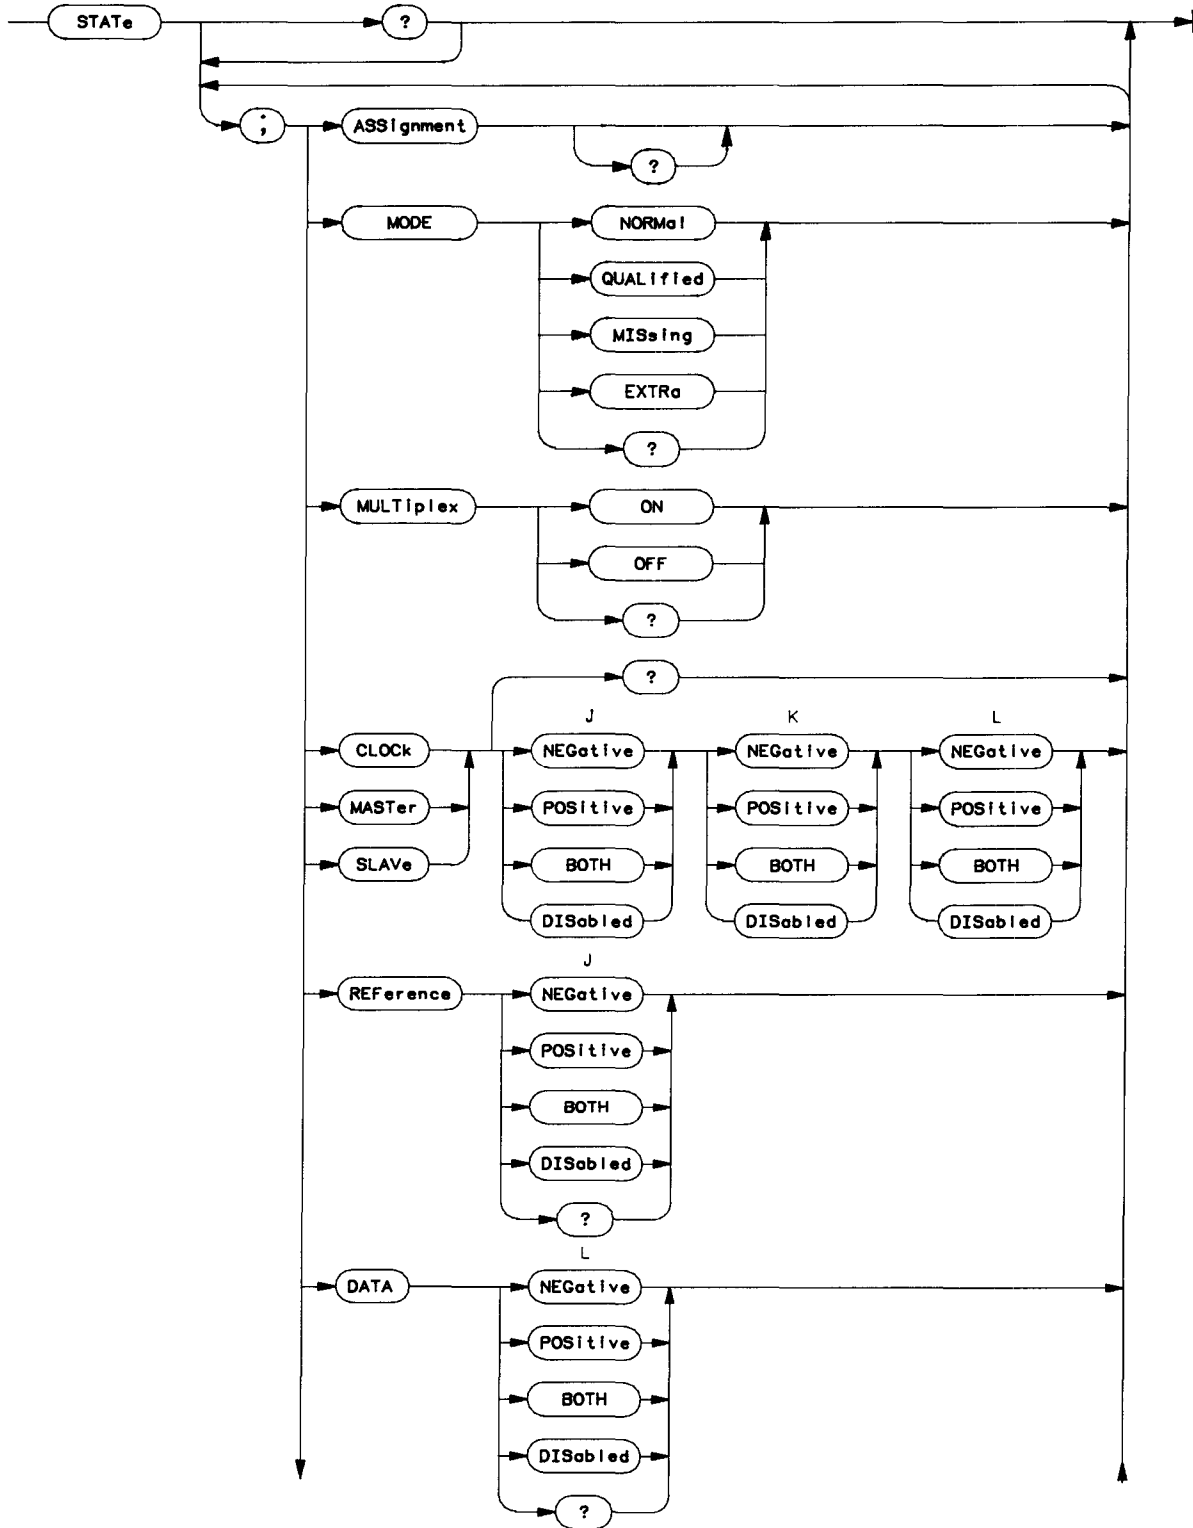 STATe ?
; ASSignment
?
MODE NORMal
QUALified
MISsing
EXTRa
?
MULTiplex ON
OFF
?
?
J K L
CLOCk NEGative NEGative NEGative
MASTer POSitive POSitive POSitive
SLAVe BOTH BOTH BOTH
DISabled DISabled DISabled
J
REFerence NEGative
POSitive
BOTH
DISabled
?
L
DATA NEGative
POSitive
BOTH
DISabled
?